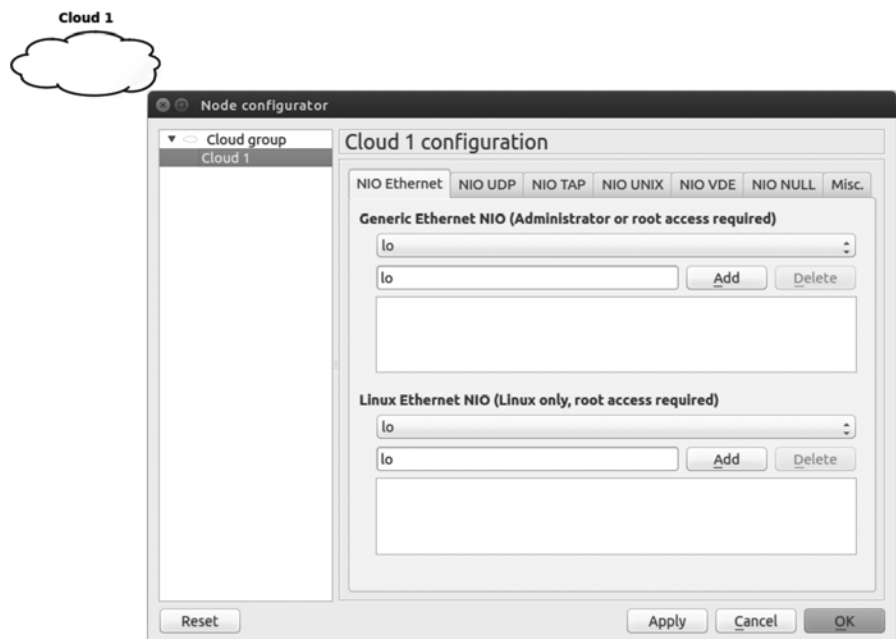 Cloud 1
Node configurator
Cloud group
Cloud 1
Cloud 1 configuration
NIO Ethernet NIO UDP NIO TAP NIO UNIX NIO VDE NIO NULL Misc.
Generic Ethernet NIO (Administrator or root access required)
lo
lo Add Delete
Linux Ethernet NIO (Linux only, root access required)
lo
lo Add Delete
Reset Apply Cancel OK